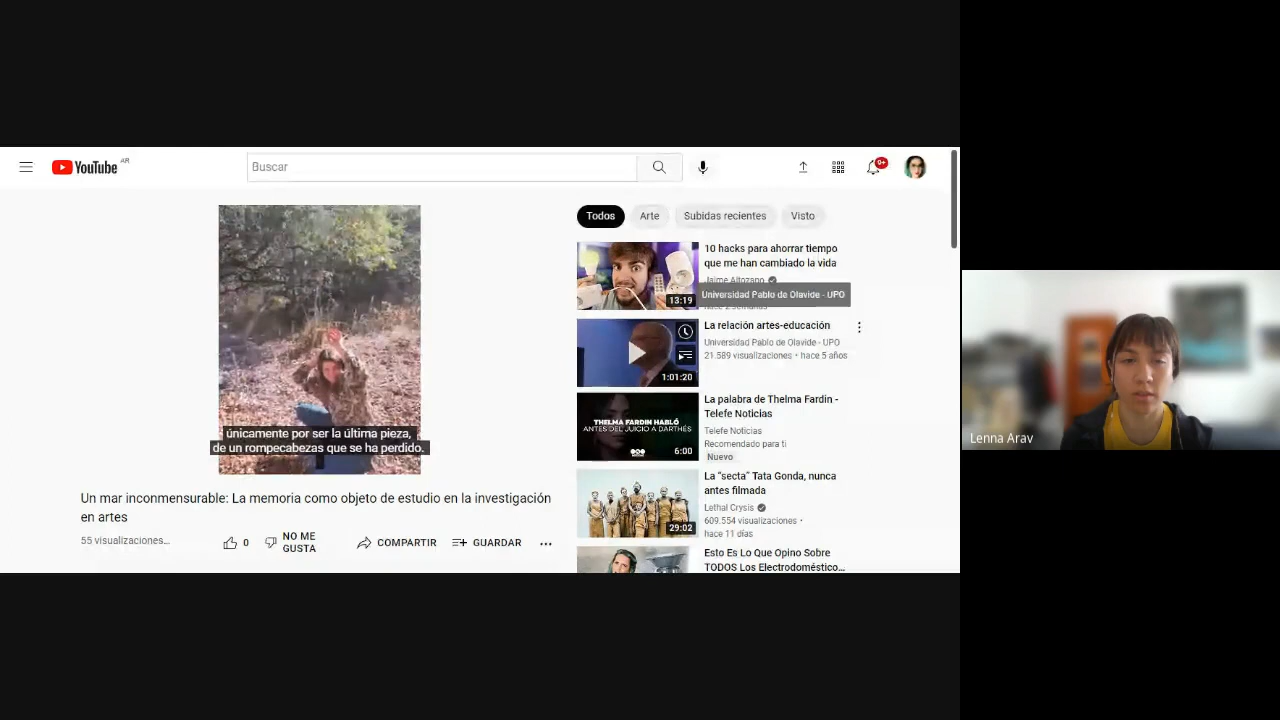 YouTube AR
Buscar
9+
únicamente por ser la última pieza,
de un rompecabezas que se ha perdido.
Un mar inconmensurable: La memoria como objeto de estudio en la investigación
en artes
55 visualizaciones...
0
NO ME
GUSTA
COMPARTIR
GUARDAR
Todos
Arte
Subidas recientes
Visto
13:19
10 hacks para ahorrar tiempo
que me han cambiado la vida
Jaime Altozano
Universidad Pablo de Olavide - UPO
1:01:20
La relación artes-educación
Universidad Pablo de Olavide - UPO
21.589 visualizaciones • hace 5 años
THELMA FARDIN HABLÓ
ANTES DEL JUICIO A DARTHÉS
6:00
La palabra de Thelma Fardin -
Telefe Noticias
Telefe Noticias
Recomendado para ti
Nuevo
29:02
La “secta” Tata Gonda, nunca
antes filmada
Lethal Crysis
609.554 visualizaciones •
hace 11 días
Esto Es Lo Que Opino Sobre
TODOS Los Electrodoméstico...
Lenna Arav